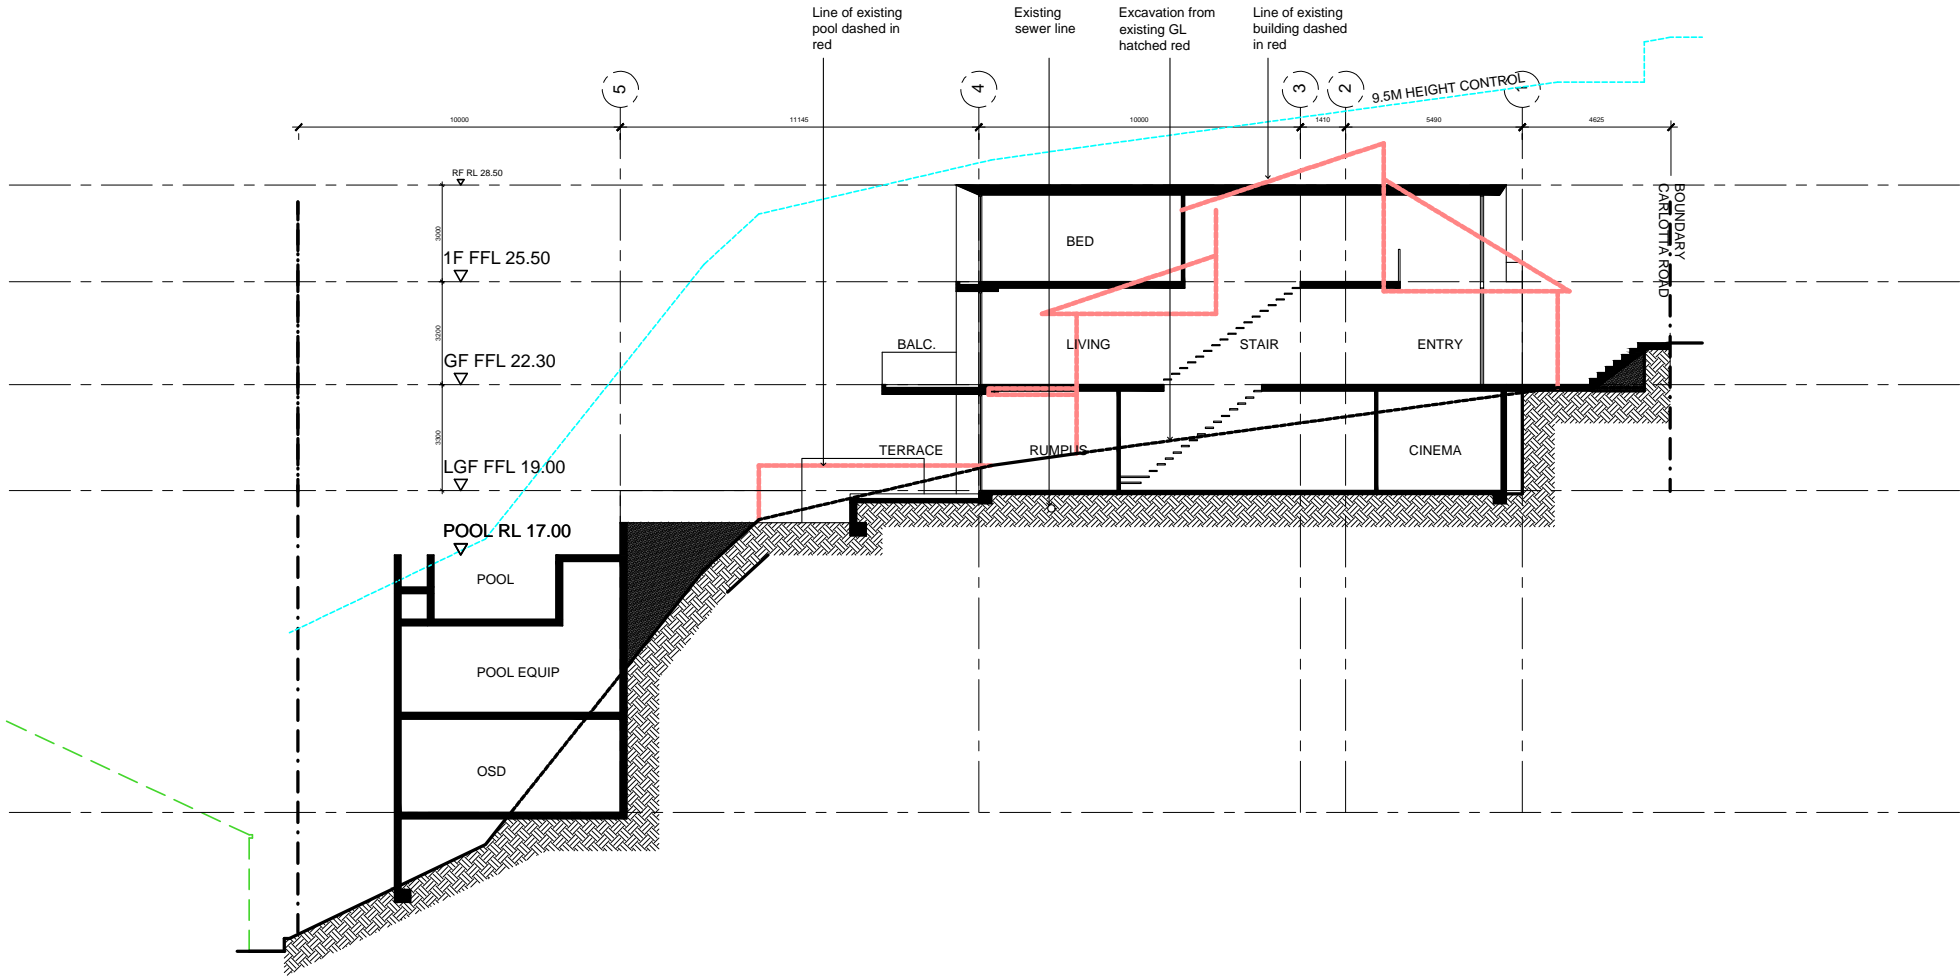 Line of existing
pool dashed in
red
Existing
sewer line
Excavation from
existing GL
hatched red
Line of existing
building dashed
in red
5
4
3
2
1
9.5M HEIGHT CONTROL
10000
11145
10000
1410
5490
4625
RF RL 28.50
3000
1F FFL 25.50
3200
GF FFL 22.30
3300
LGF FFL 19.00
POOL RL 17.00
BOUNDARY
CARLOTTA ROAD
BED
BALC.
LIVING
STAIR
ENTRY
TERRACE
RUMPUS
CINEMA
POOL
POOL EQUIP
OSD